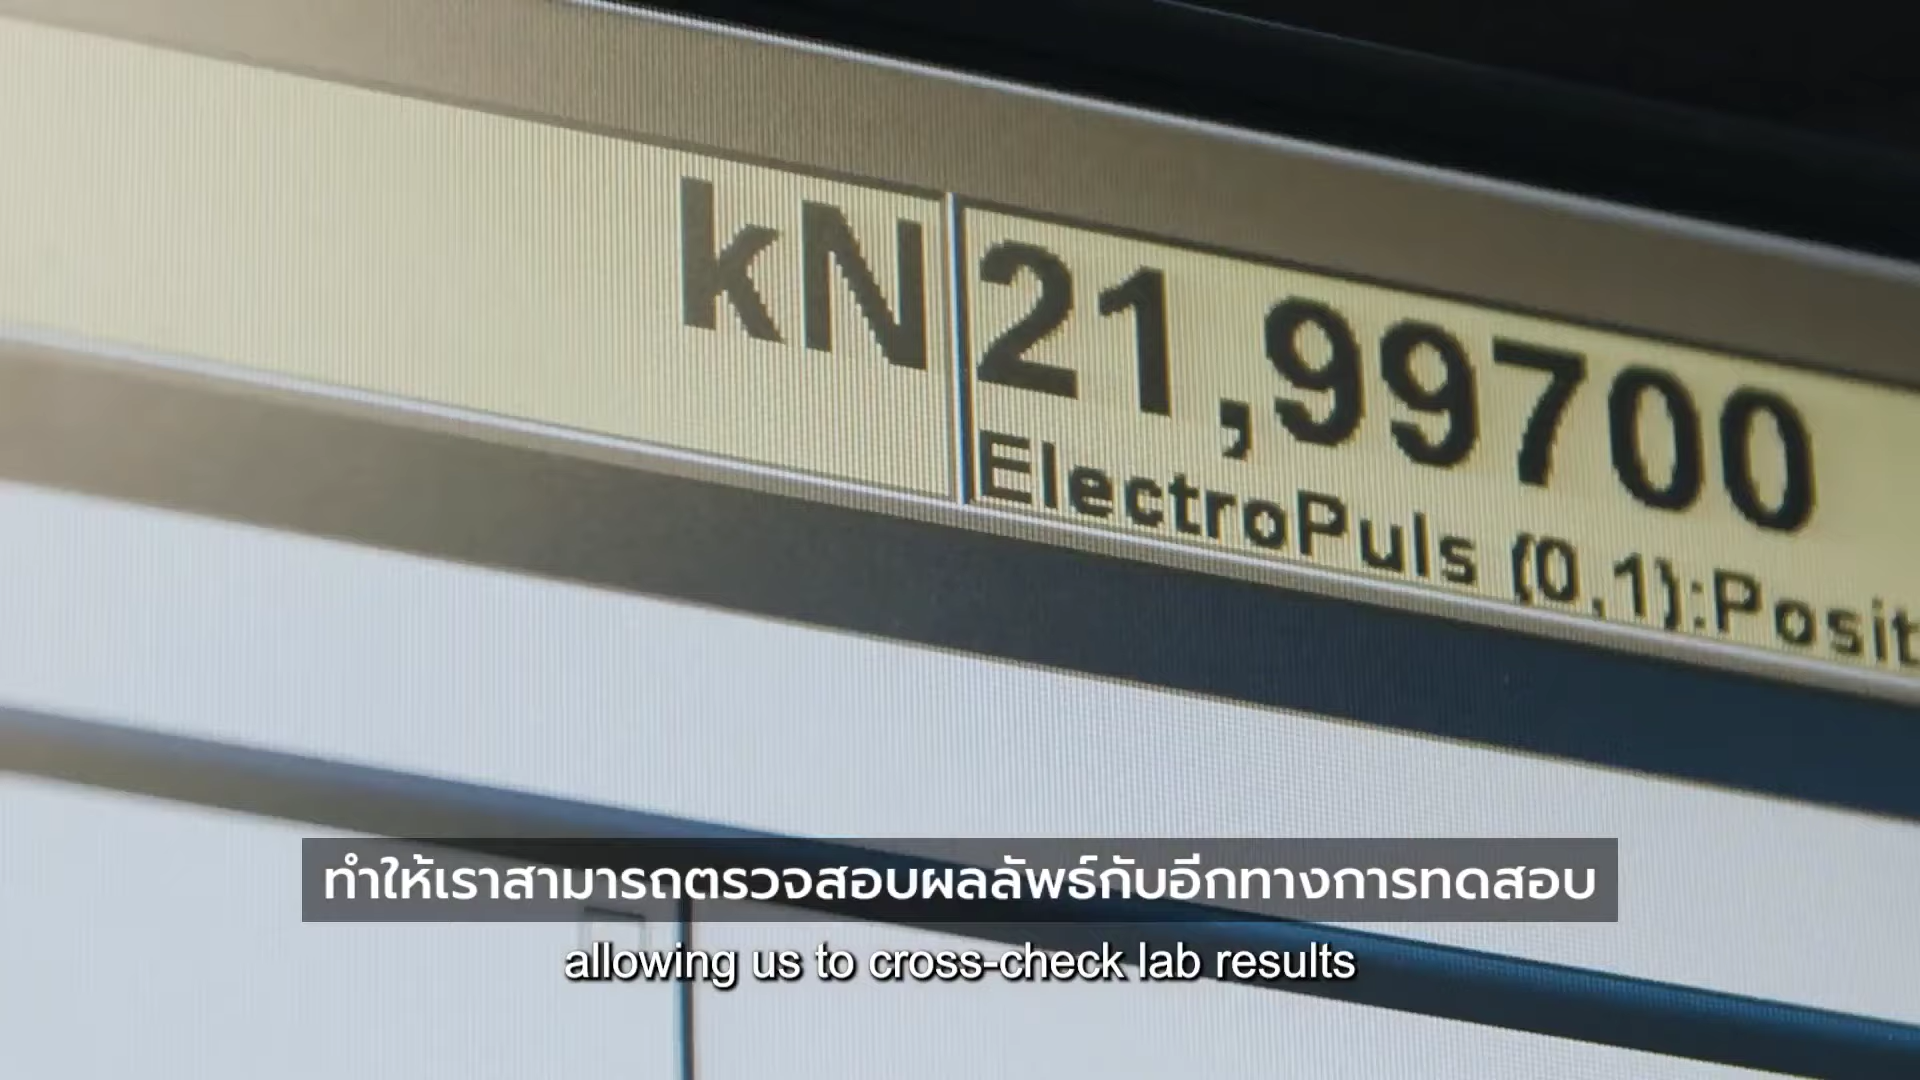 kN
21,99700
ElectroPuls (0,1):Posit
ทำให้เราสามารถตรวจสอบผลลัพธ์กับอีกทางการทดสอบ
allowing us to cross-check lab results